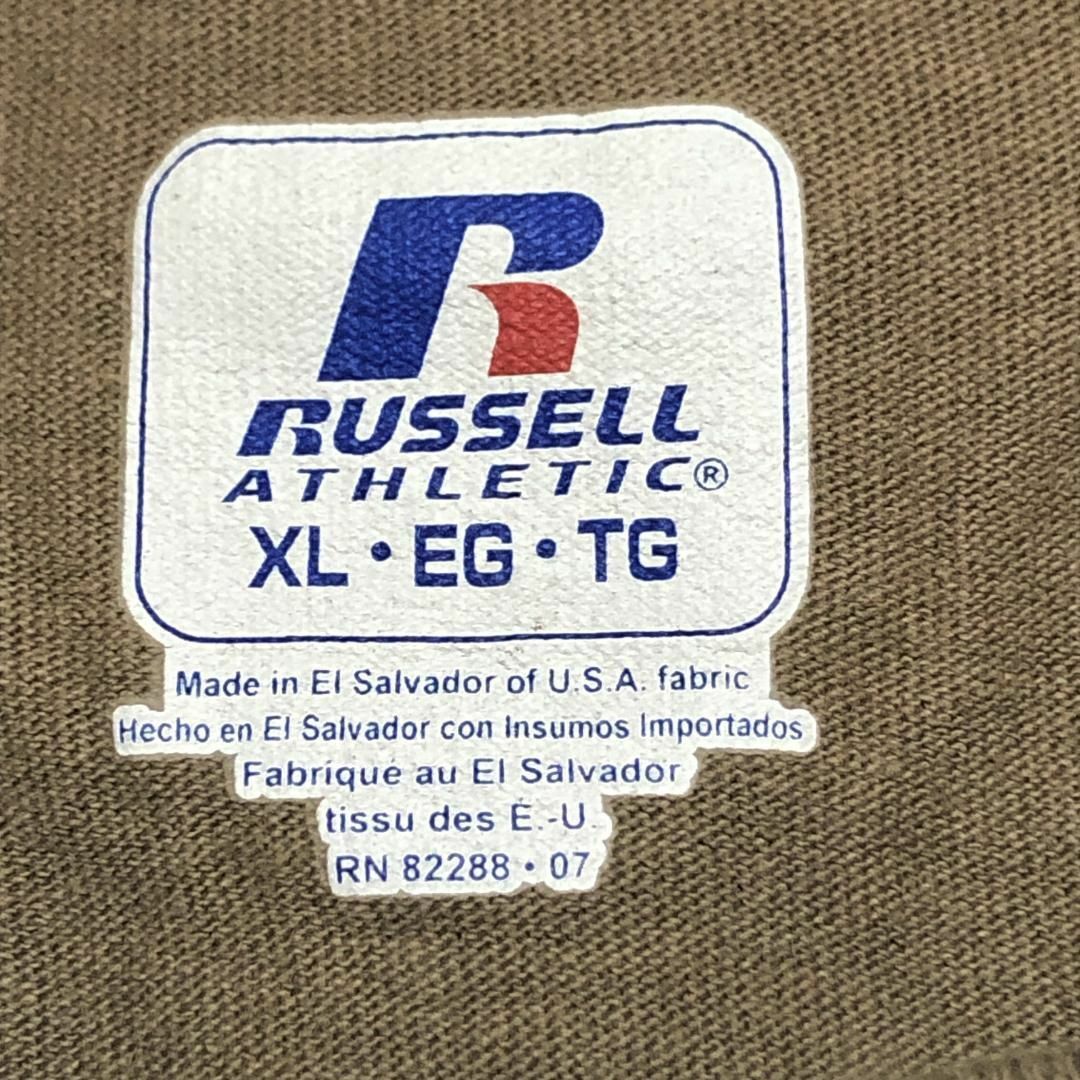 RUSSELL
ATHLETIC®
XL • EG • TG
Made in El Salvador of U.S.A. fabric
Hecho en El Salvador con Insumos Importados
Fabriqué au El Salvador
tissu des É.-U.
RN 82288 • 07